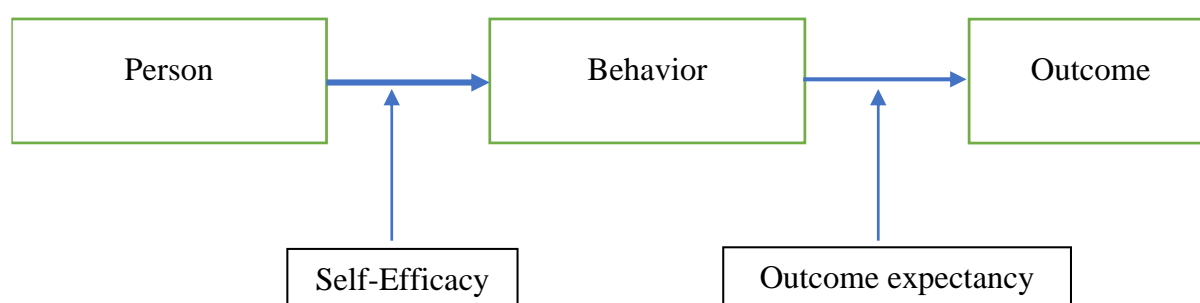 Person
Behavior
Outcome
Self-Efficacy
Outcome expectancy